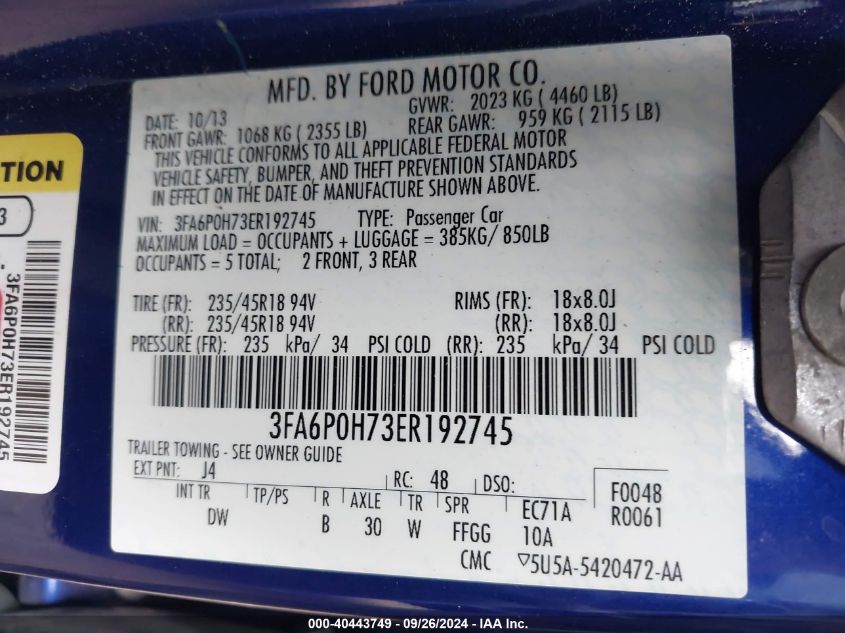 MFD. BY FORD MOTOR CO.
DATE: 10/13 GVWR: 2023 KG ( 4460 LB)
FRONT GAWR: 1068 KG ( 2355 LB) REAR GAWR: 959 KG ( 2115 LB)
THIS VEHICLE CONFORMS TO ALL APPLICABLE FEDERAL MOTOR
VEHICLE SAFETY, BUMPER, AND THEFT PREVENTION STANDARDS
IN EFFECT ON THE DATE OF MANUFACTURE SHOWN ABOVE.
VIN: 3FA6P0H73ER192745 TYPE: Passenger Car
MAXIMUM LOAD = OCCUPANTS + LUGGAGE = 385KG/ 850LB
OCCUPANTS = 5 TOTAL; 2 FRONT, 3 REAR
TIRE (FR): 235/45R18 94V RIMS (FR): 18x8.0J
(RR): 235/45R18 94V (RR): 18x8.0J
PRESSURE (FR): 235 kPa/ 34 PSI COLD (RR): 235 kPa/ 34 PSI COLD
3FA6P0H73ER192745
TRAILER TOWING - SEE OWNER GUIDE
EXT PNT: J4 RC: 48 DSO:
INT TR TP/PS R AXLE TR SPR EC71A F0048
DW B 30 W FFGG 10A R0061
CMC ▽5U5A-5420472-AA
TION
3
3FA6P0H73ER192745
000-40443749 - 09/26/2024 - IAAI.com.